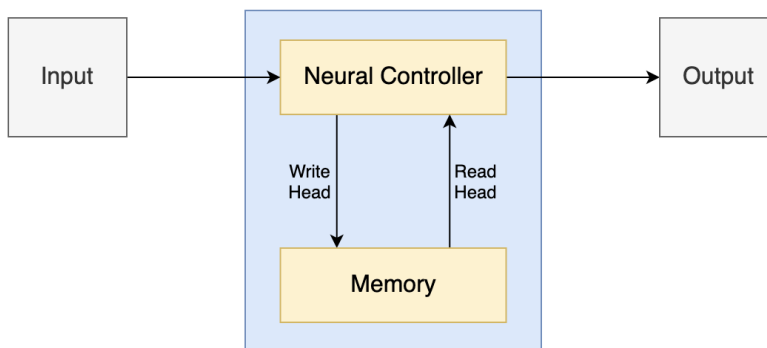 Input
Neural Controller
Output
Write
Head
Read
Head
Memory